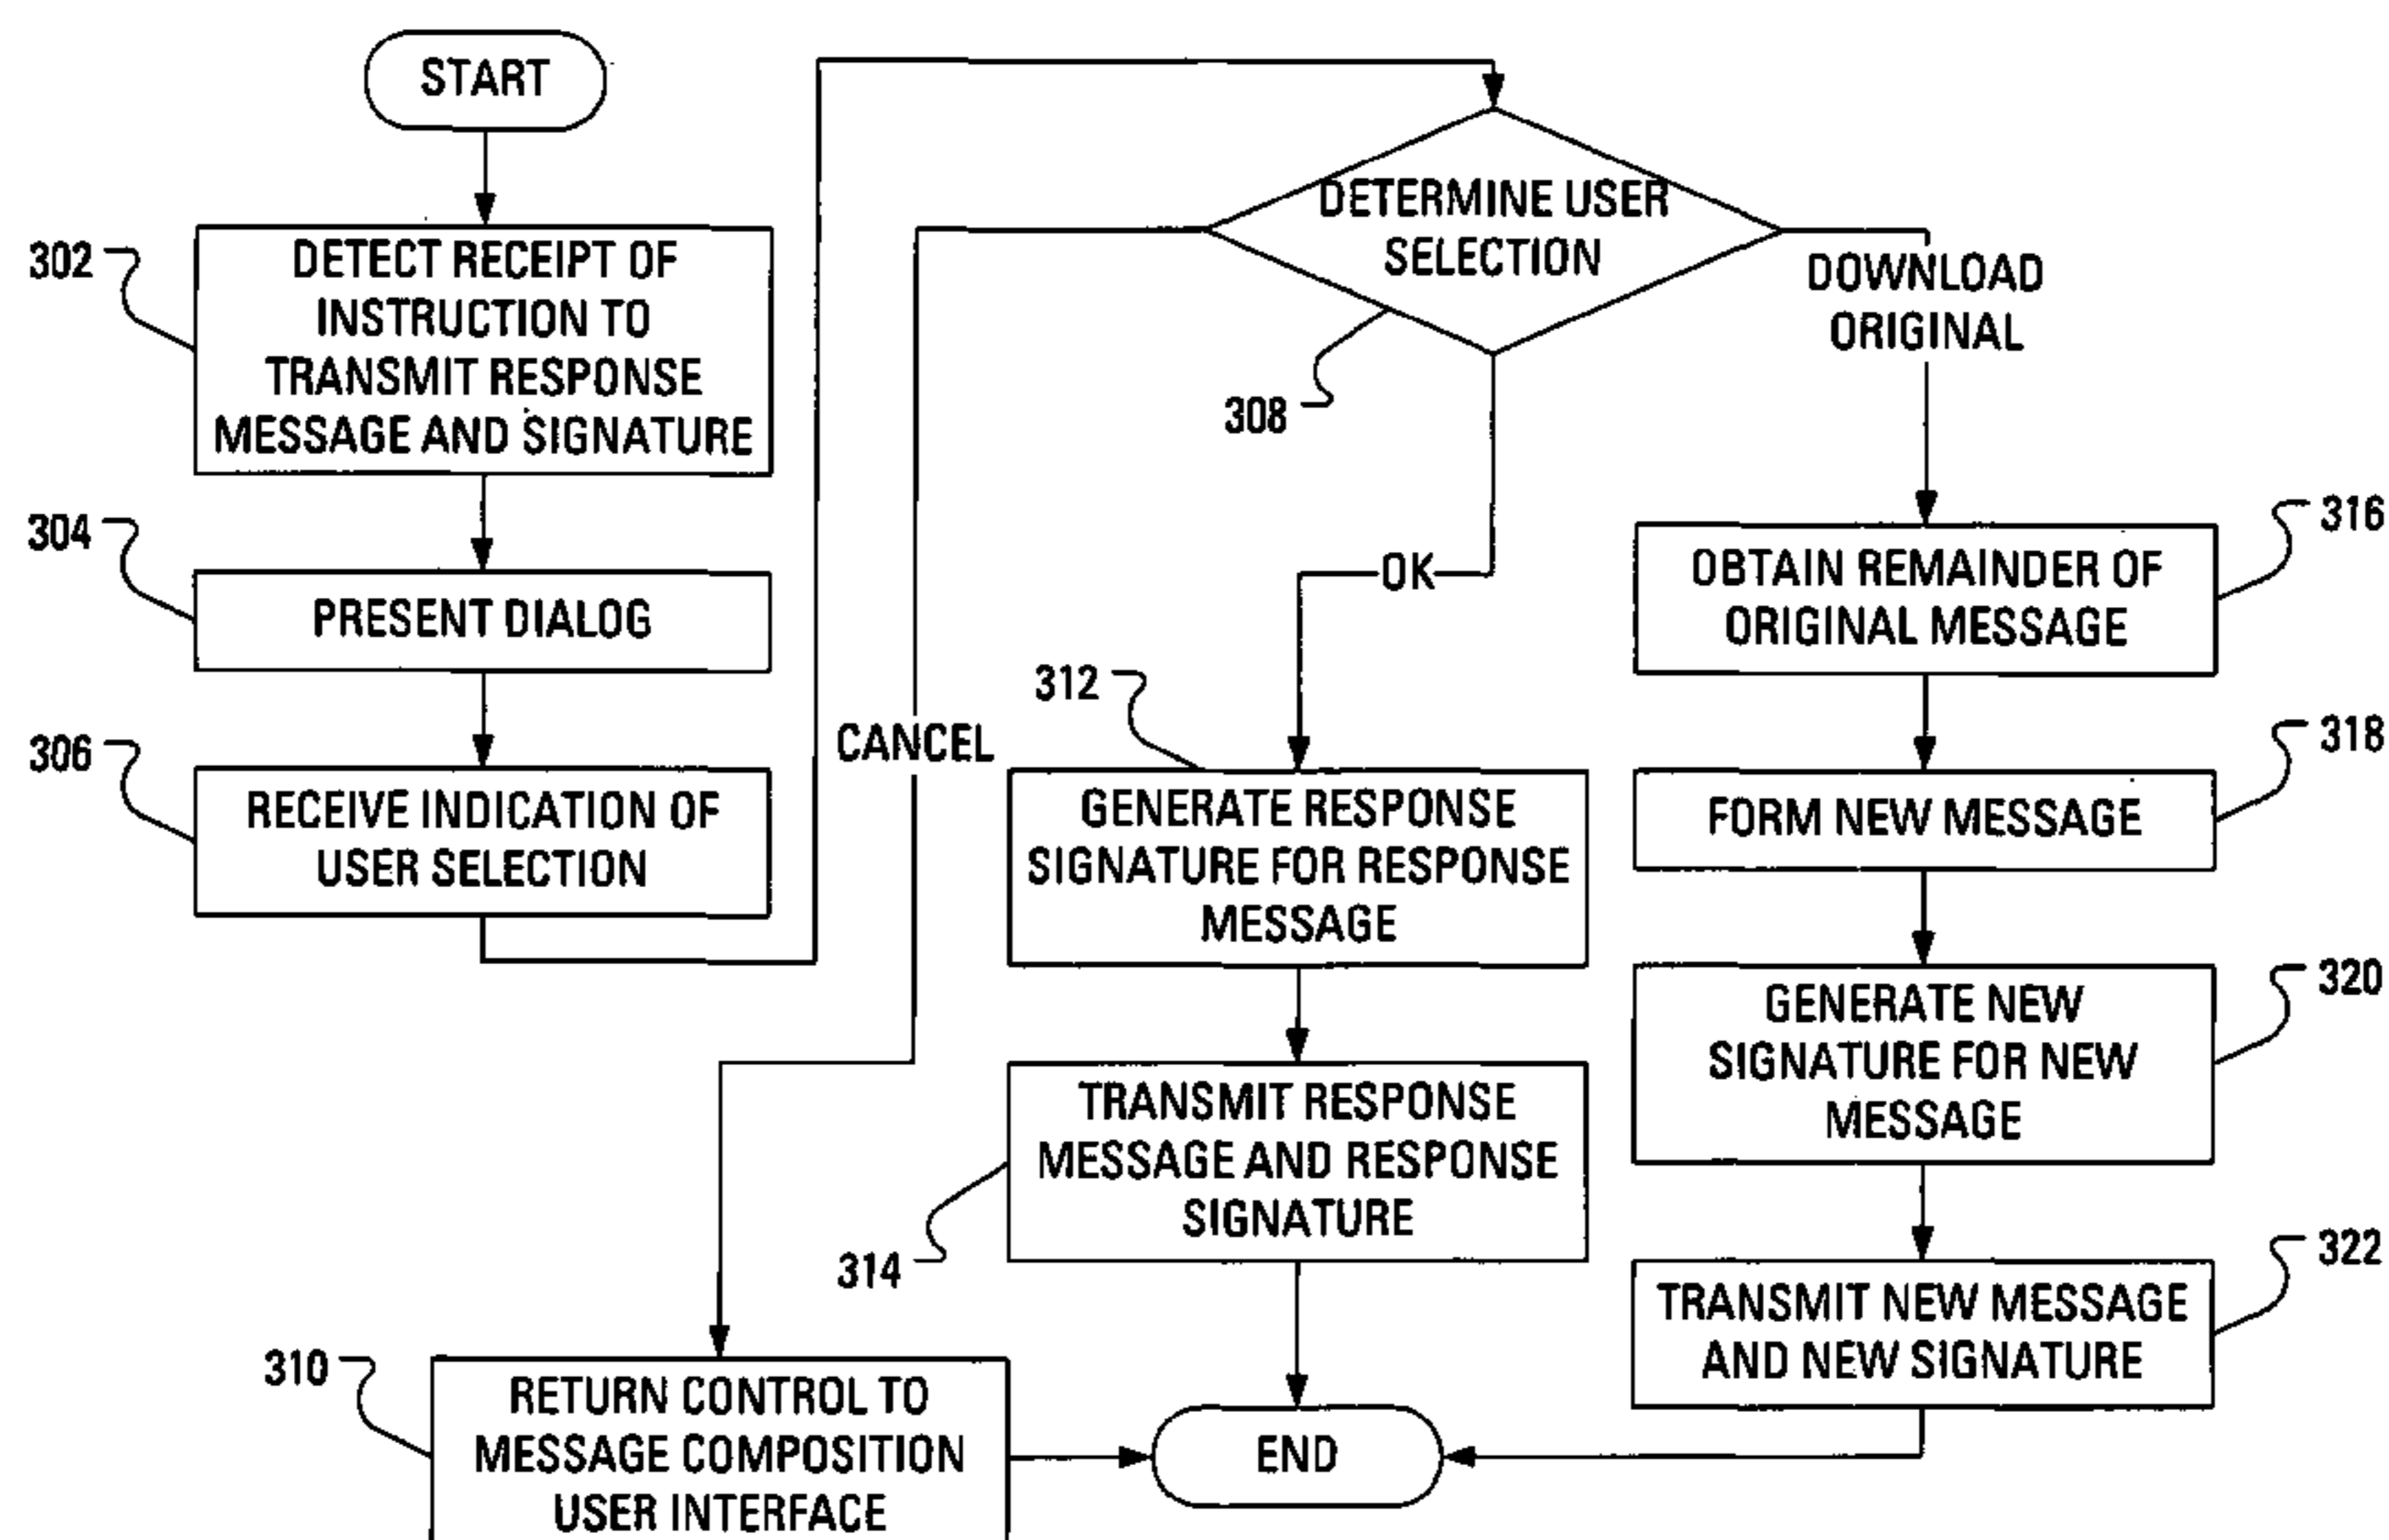 START
302
DETECT RECEIPT OF
INSTRUCTION TO
TRANSMIT RESPONSE
MESSAGE AND SIGNATURE
304
PRESENT DIALOG
306
RECEIVE INDICATION OF
USER SELECTION
DETERMINE USER
SELECTION
308
CANCEL
OK
DOWNLOAD
ORIGINAL
310
RETURN CONTROL TO
MESSAGE COMPOSITION
USER INTERFACE
312
GENERATE RESPONSE
SIGNATURE FOR RESPONSE
MESSAGE
314
TRANSMIT RESPONSE
MESSAGE AND RESPONSE
SIGNATURE
316
OBTAIN REMAINDER OF
ORIGINAL MESSAGE
318
FORM NEW MESSAGE
320
GENERATE NEW
SIGNATURE FOR NEW
MESSAGE
322
TRANSMIT NEW MESSAGE
AND NEW SIGNATURE
END